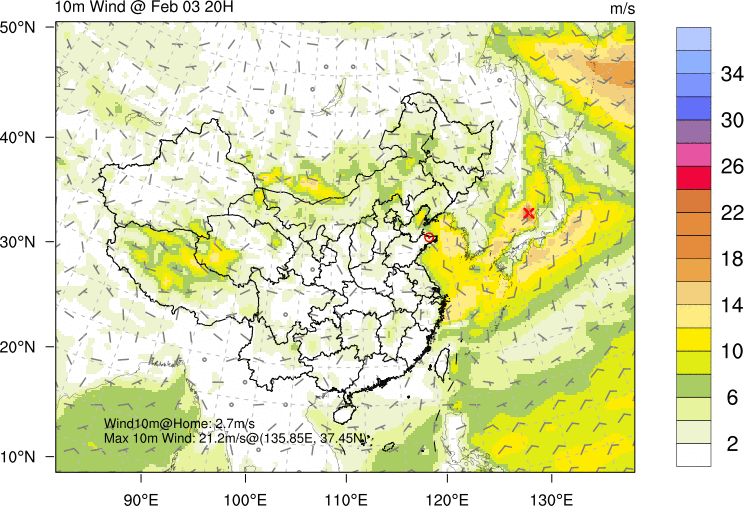 10m Wind @ Feb 03 20H
m/s
50°N
40°N
30°N
20°N
10°N
90°E
100°E
110°E
120°E
130°E
Wind10m@Home: 2.7m/s
Max 10m Wind: 21.2m/s@(135.85E, 37.45N)
34
30
26
22
18
14
10
6
2